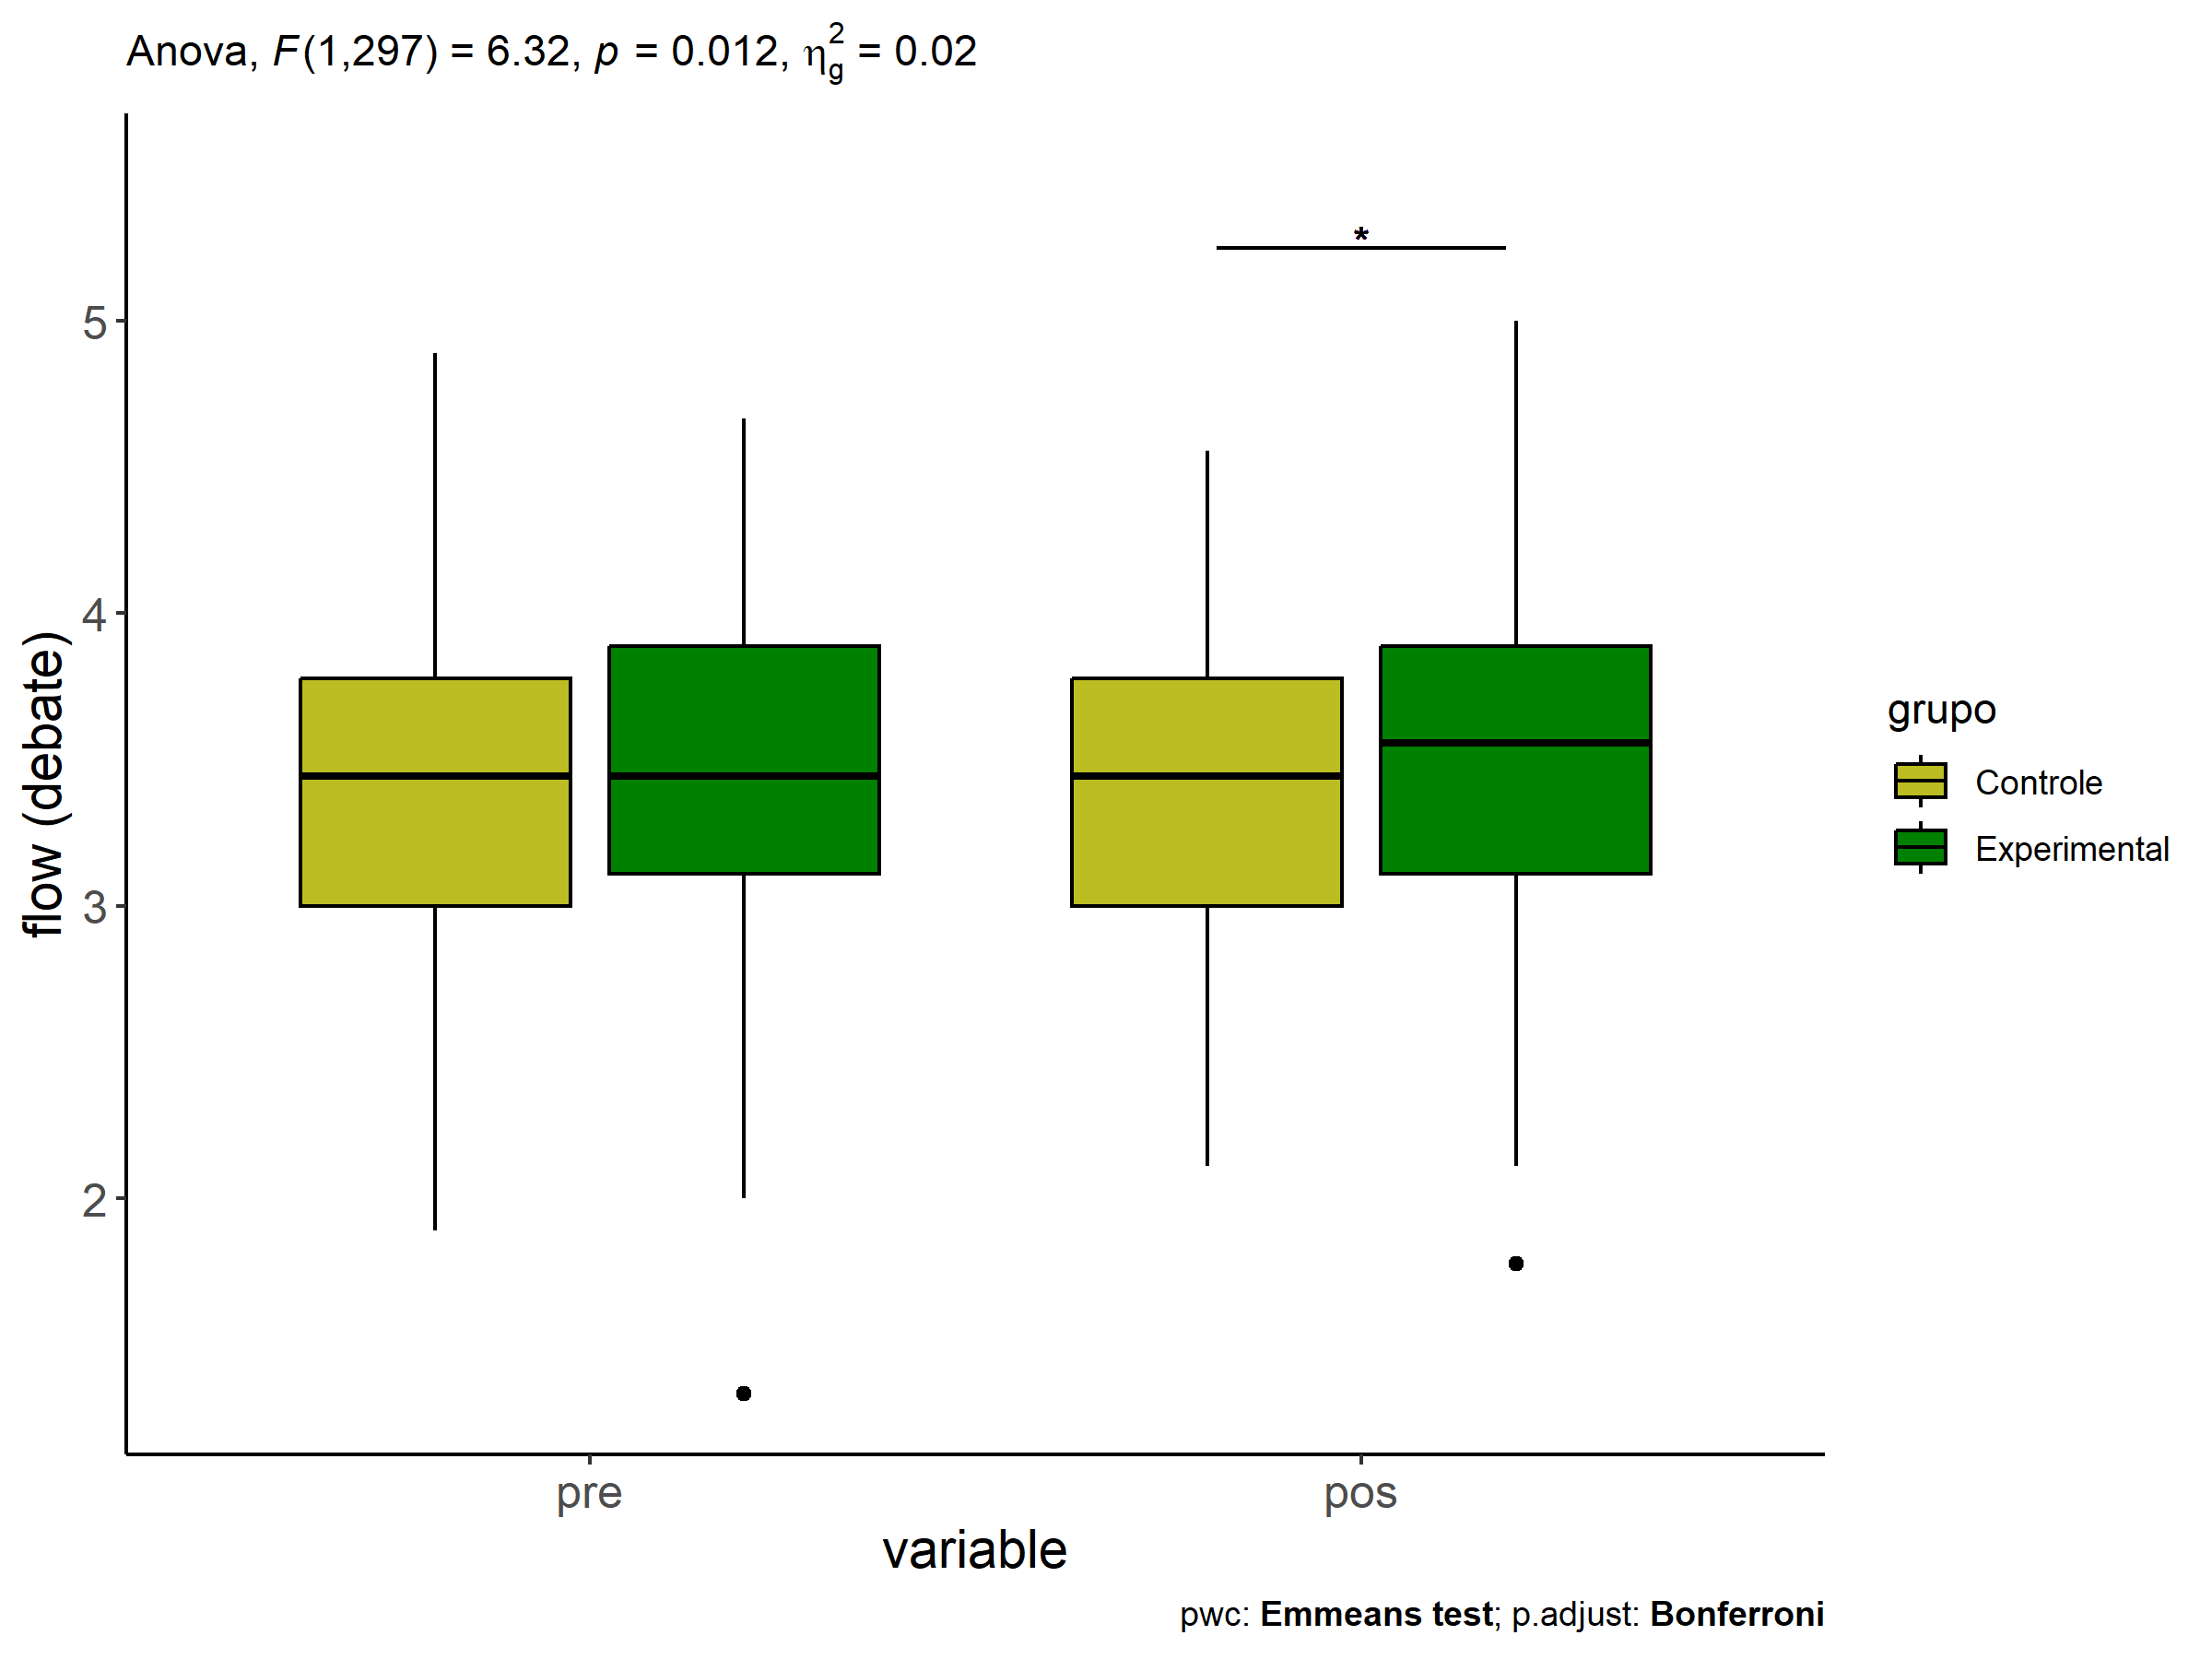 Anova, F(1,297) = 6.32, p = 0.012, η²g = 0.02
*
5
4
3
2
flow (debate)
pre
pos
variable
grupo
Controle
Experimental
pwc: Emmeans test; p.adjust: Bonferroni